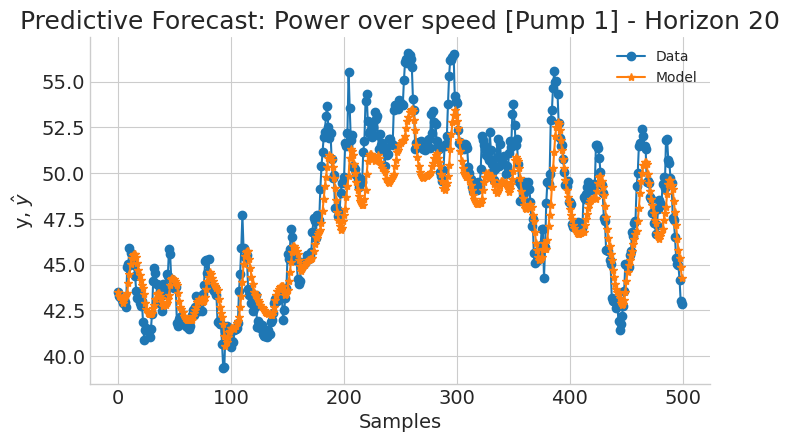 Predictive Forecast: Power over speed [Pump 1] - Horizon 20
Data
Model
y, ŷ
55.0
52.5
50.0
47.5
45.0
42.5
40.0
0 100 200 300 400 500
Samples